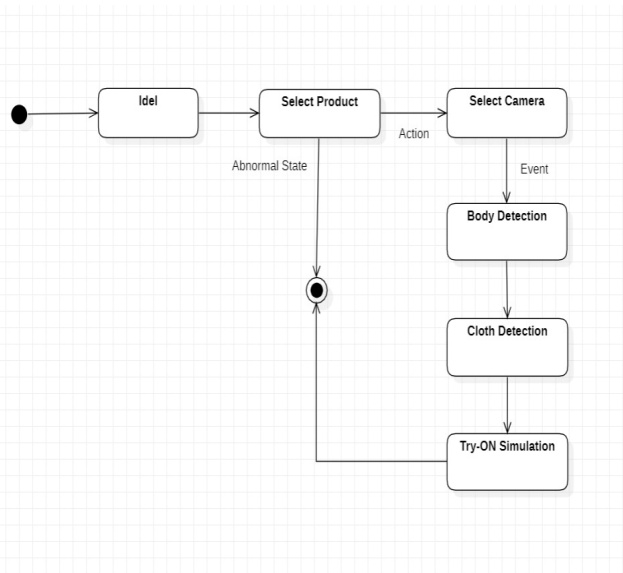 Idel
Select Product
Select Camera
Action
Abnormal State
Event
Body Detection
Cloth Detection
Try-ON Simulation